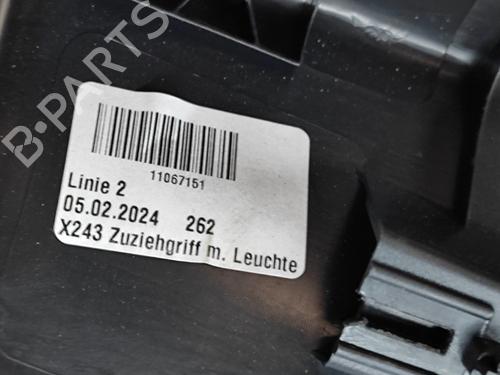 B-PARTS
11067151
Linie 2
05.02.2024 262
X243 Zuziehgriff m. Leuchte